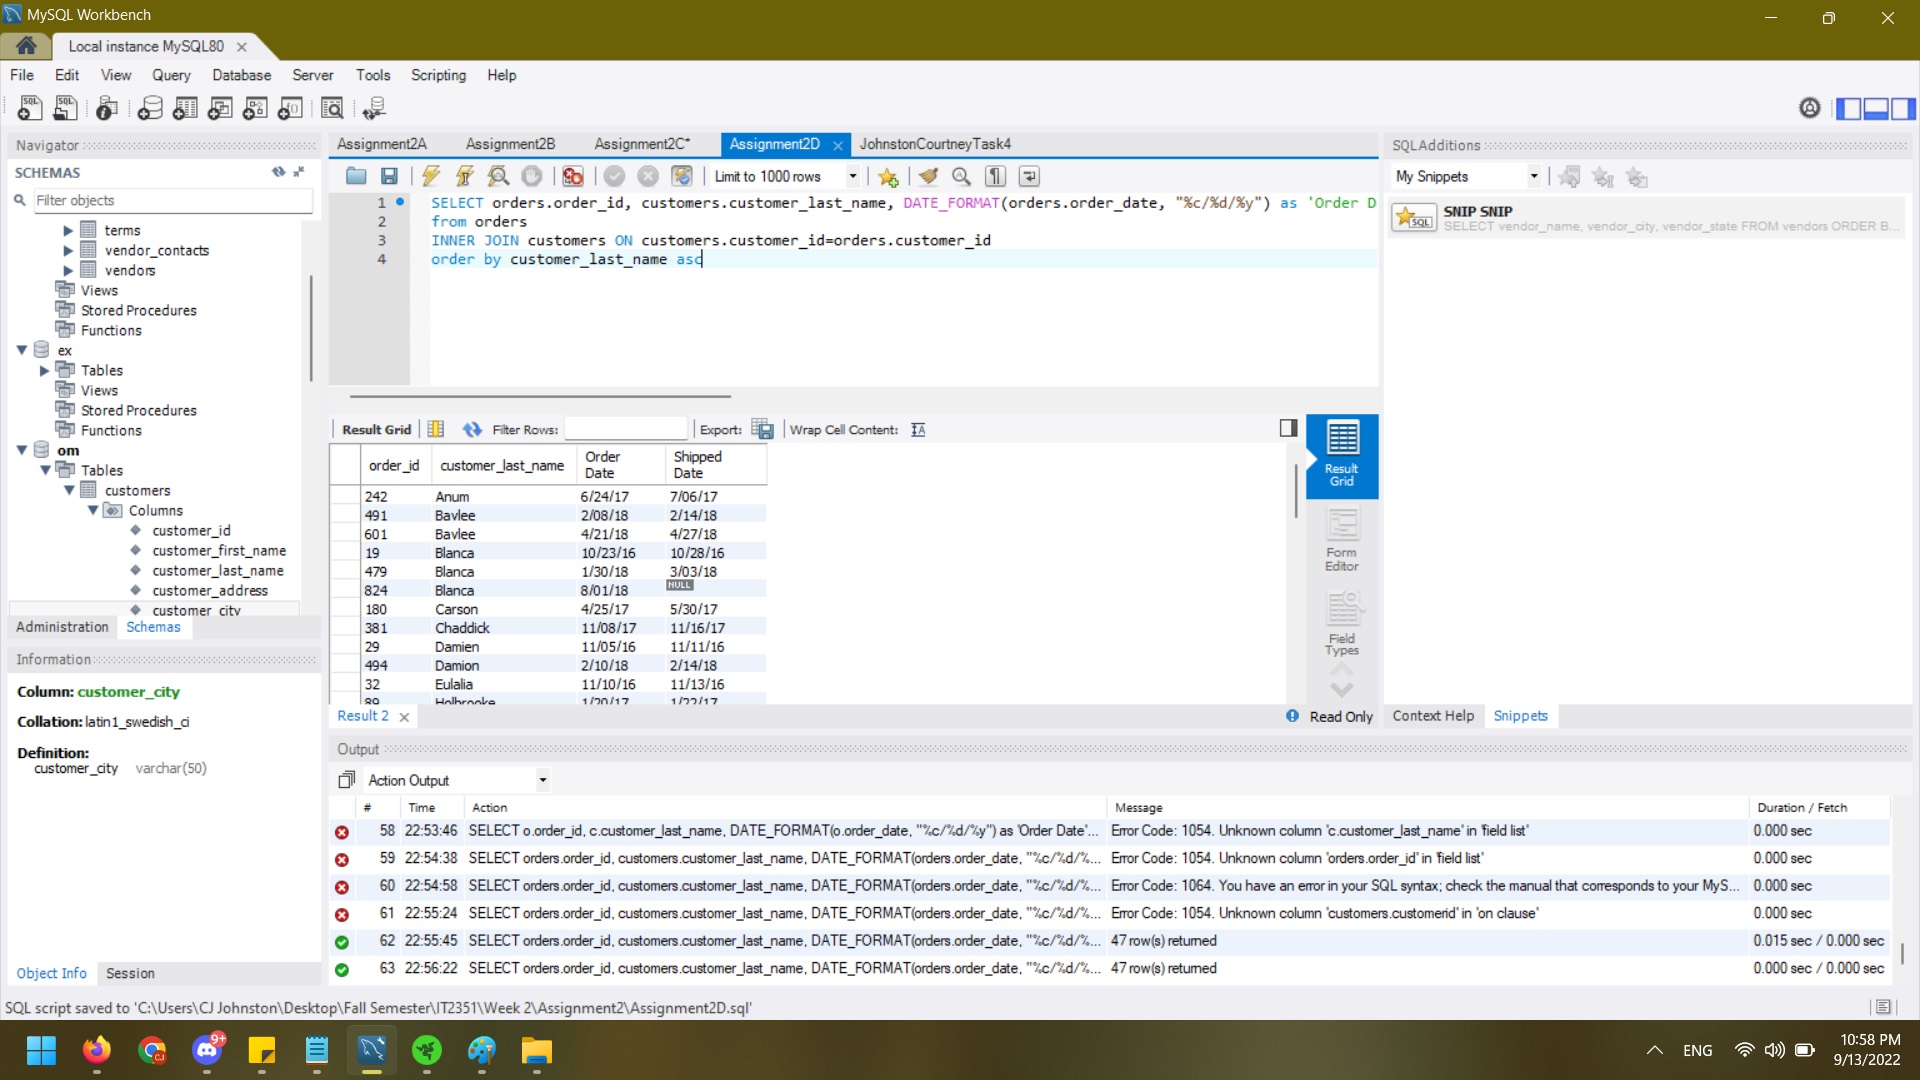 MySQL Workbench
Local instance MySQL80
File Edit View Query Database Server Tools Scripting Help
Navigator
SCHEMAS
Filter objects
terms
vendor_contacts
vendors
Views
Stored Procedures
Functions
ex
Tables
Views
Stored Procedures
Functions
om
Tables
customers
Columns
customer_id
customer_first_name
customer_last_name
customer_address
customer_city
Administration Schemas
Information
Column: customer_city
Collation: latin1_swedish_ci
Definition:
customer_city varchar(50)
Object Info Session
Assignment2A Assignment2B Assignment2C* Assignment2D JohnstonCourtneyTask4
Limit to 1000 rows
1 SELECT orders.order_id, customers.customer_last_name, DATE_FORMAT(orders.order_date, "%c/%d/%y") as 'Order D
2 from orders
3 INNER JOIN customers ON customers.customer_id=orders.customer_id
4 order by customer_last_name asc
Result Grid Filter Rows: Export: Wrap Cell Content:
order_id customer_last_name Order Date Shipped Date
242 Anum 6/24/17 7/06/17
491 Bavlee 2/08/18 2/14/18
601 Bavlee 4/21/18 4/27/18
19 Blanca 10/23/16 10/28/16
479 Blanca 1/30/18 3/03/18
824 Blanca 8/01/18 NULL
180 Carson 4/25/17 5/30/17
381 Chaddick 11/08/17 11/16/17
29 Damien 11/05/16 11/11/16
494 Damion 2/10/18 2/14/18
32 Eulalia 11/10/16 11/13/16
89 Holbrooke 1/20/17 1/22/17
Result Grid
Form Editor
Field Types
Result 2
Read Only
SQLAdditions
My Snippets
SNIP SNIP
SELECT vendor_name, vendor_city, vendor_state FROM vendors ORDER B...
SQL
Context Help Snippets
Output
Action Output
# Time Action Message Duration / Fetch
58 22:53:46 SELECT o.order_id, c.customer_last_name, DATE_FORMAT(o.order_date, "%c/%d/%y") as 'Order Date'... Error Code: 1054. Unknown column 'c.customer_last_name' in 'field list' 0.000 sec
59 22:54:38 SELECT orders.order_id, customers.customer_last_name, DATE_FORMAT(orders.order_date, "%c/%d/%... Error Code: 1054. Unknown column 'orders.order_id' in 'field list' 0.000 sec
60 22:54:58 SELECT orders.order_id, customers.customer_last_name, DATE_FORMAT(orders.order_date, "%c/%d/%... Error Code: 1064. You have an error in your SQL syntax; check the manual that corresponds to your MyS... 0.000 sec
61 22:55:24 SELECT orders.order_id, customers.customer_last_name, DATE_FORMAT(orders.order_date, "%c/%d/%... Error Code: 1054. Unknown column 'customers.customerid' in 'on clause' 0.000 sec
62 22:55:45 SELECT orders.order_id, customers.customer_last_name, DATE_FORMAT(orders.order_date, "%c/%d/%... 47 row(s) returned 0.015 sec / 0.000 sec
63 22:56:22 SELECT orders.order_id, customers.customer_last_name, DATE_FORMAT(orders.order_date, "%c/%d/%... 47 row(s) returned 0.000 sec / 0.000 sec
SQL script saved to 'C:\Users\CJ Johnston\Desktop\Fall Semester\IT2351\Week 2\Assignment2\Assignment2D.sql'
CJ
9+
ENG
10:58 PM
9/13/2022